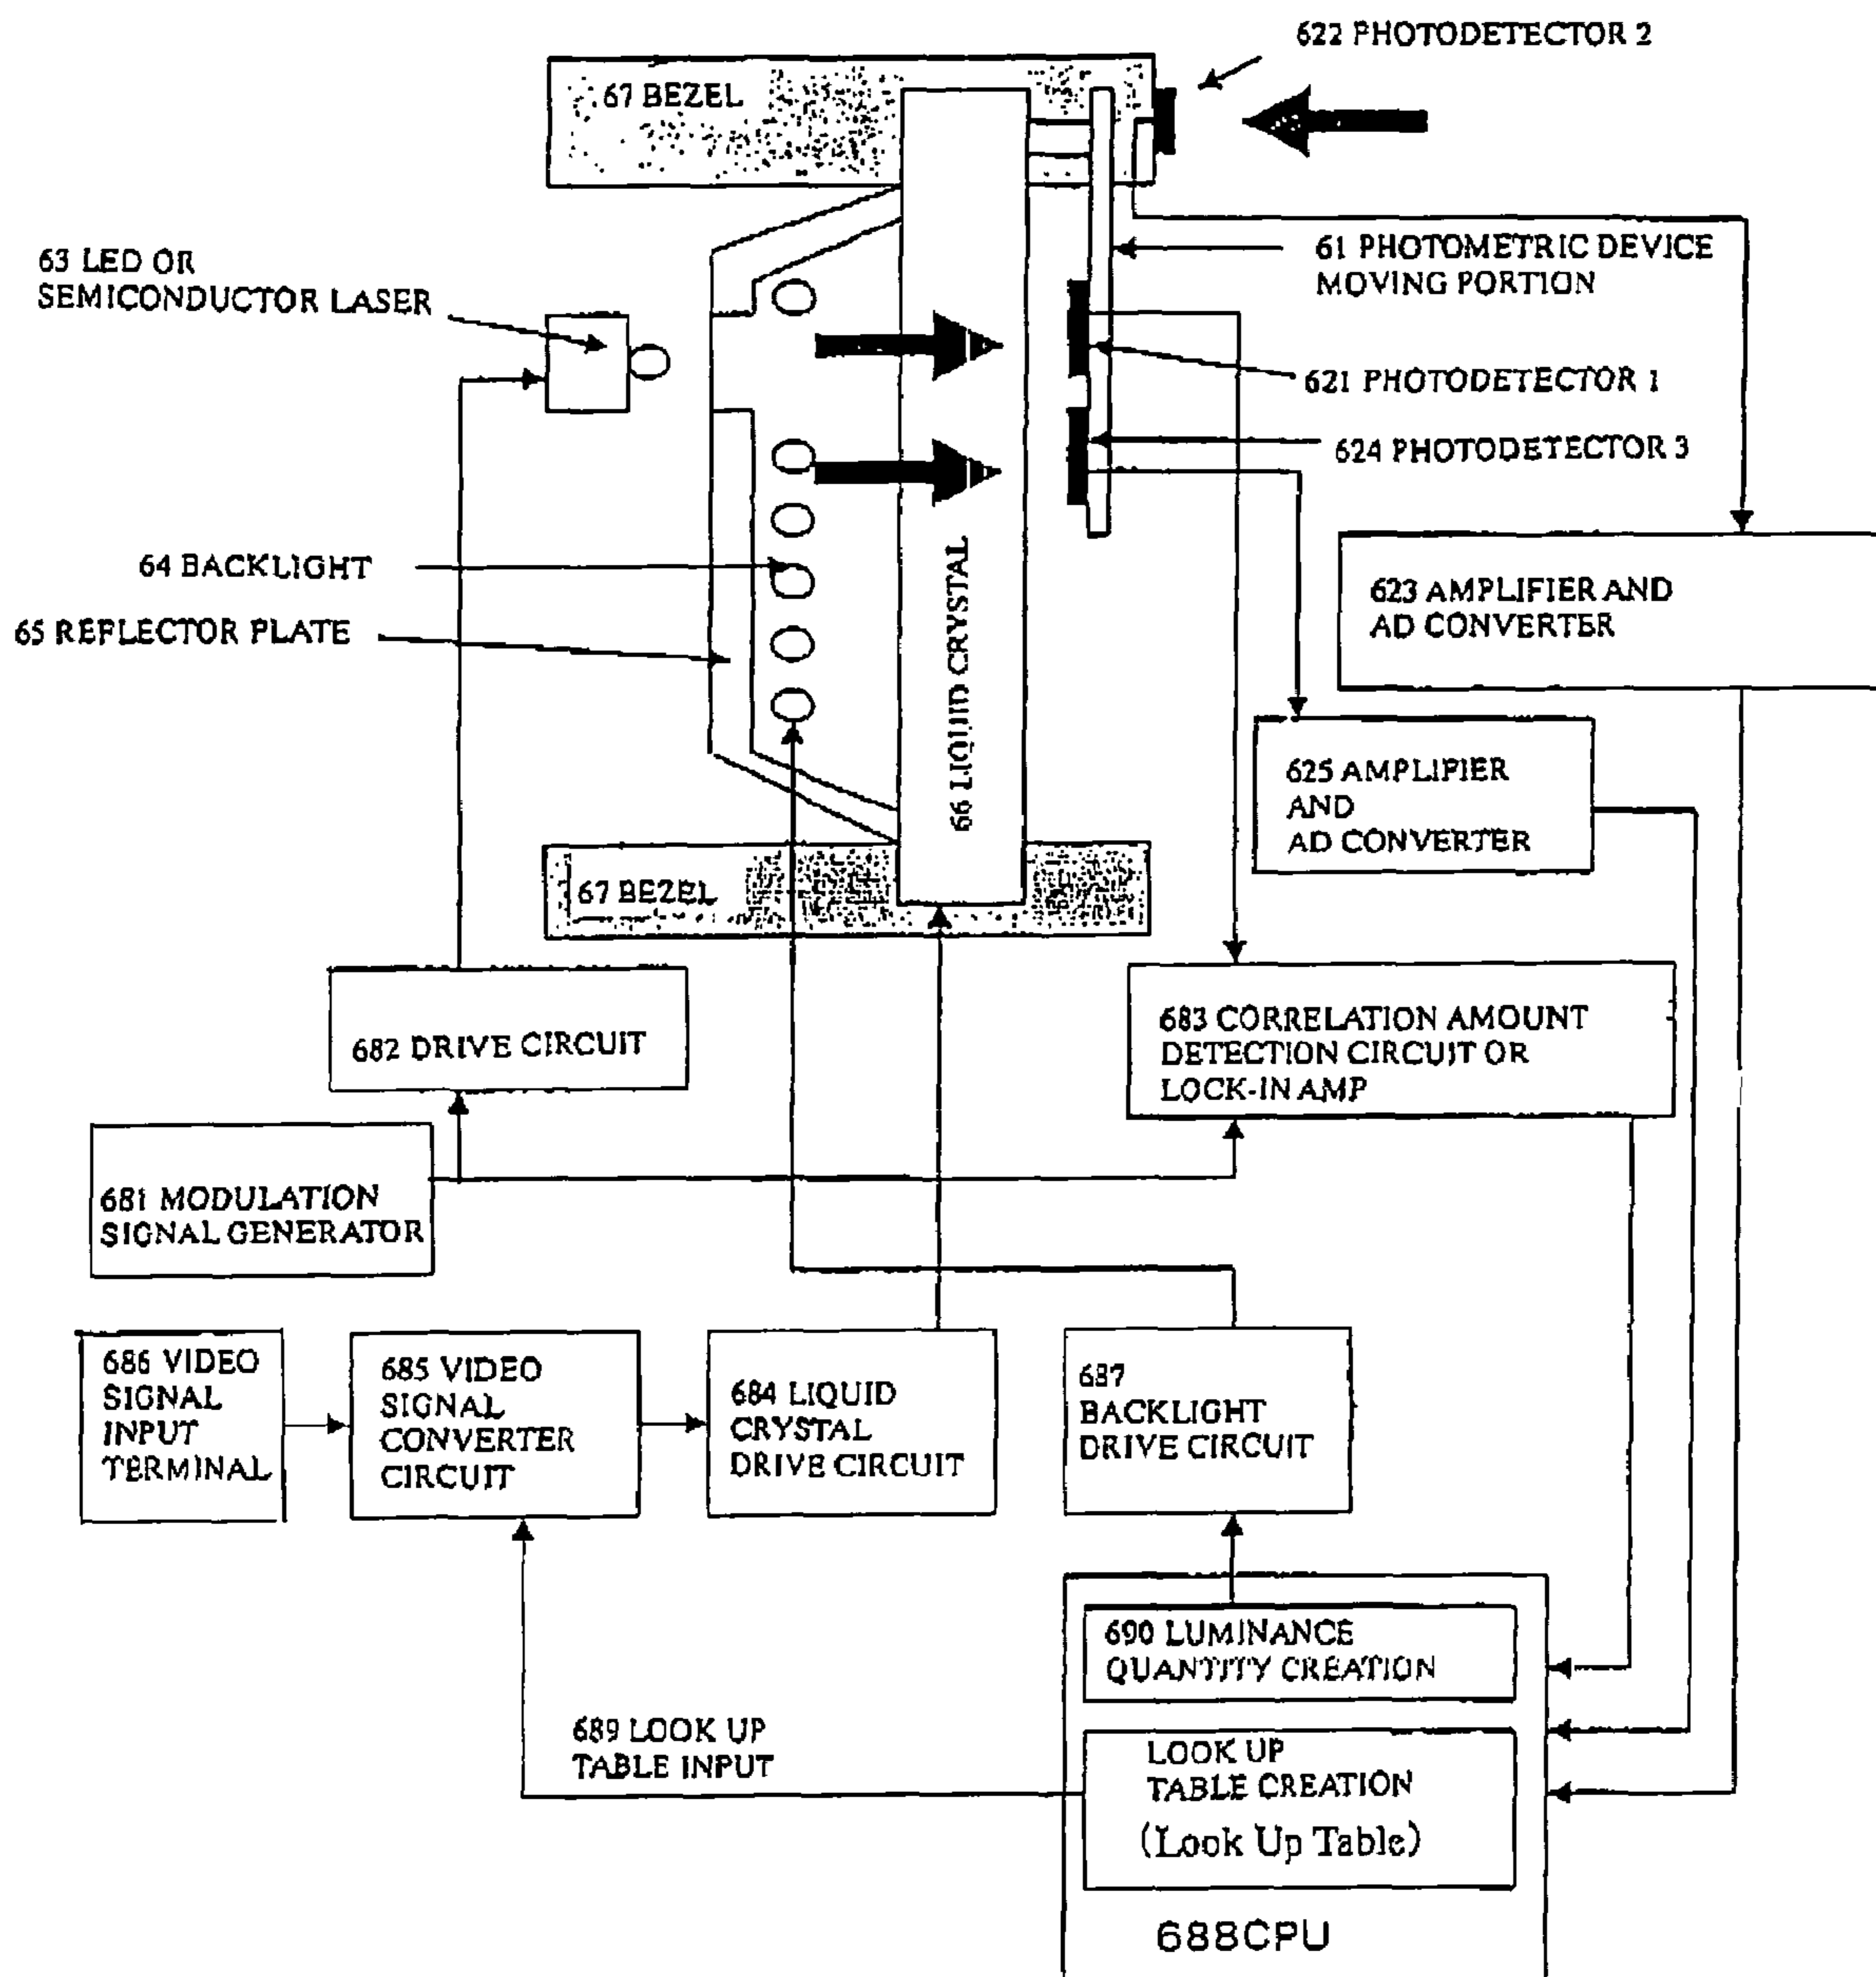 622 PHOTODETECTOR 2
67 BEZEL
63 LED OR
SEMICONDUCTOR LASER
61 PHOTOMETRIC DEVICE
MOVING PORTION
621 PHOTODETECTOR 1
624 PHOTODETECTOR 3
64 BACKLIGHT
65 REFLECTOR PLATE
66 LIQUID CRYSTAL
623 AMPLIFIER AND
AD CONVERTER
625 AMPLIFIER
AND
AD CONVERTER
67 BEZEL
682 DRIVE CIRCUIT
683 CORRELATION AMOUNT
DETECTION CIRCUIT OR
LOCK-IN AMP
681 MODULATION
SIGNAL GENERATOR
686 VIDEO
SIGNAL
INPUT
TERMINAL
685 VIDEO
SIGNAL
CONVERTER
CIRCUIT
684 LIQUID
CRYSTAL
DRIVE CIRCUIT
687
BACKLIGHT
DRIVE CIRCUIT
690 LUMINANCE
QUANTITY CREATION
689 LOOK UP
TABLE INPUT
LOOK UP
TABLE CREATION
(Look Up Table)
688CPU